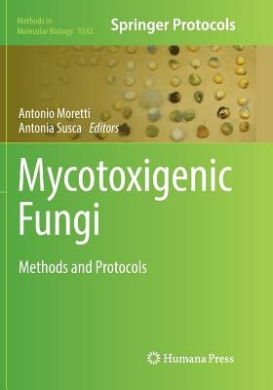 Methods in
Molecular Biology 1542
Springer Protocols
Antonio Moretti
Antonia Susca Editors
Mycotoxigenic
Fungi
Methods and Protocols
Humana Press